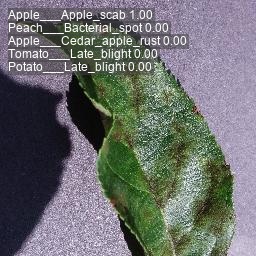 Apple___Apple_scab 1.00
Peach___Bacterial_spot 0.00
Apple___Cedar_apple_rust 0.00
Tomato___Late_blight 0.00
Potato___Late_blight 0.00